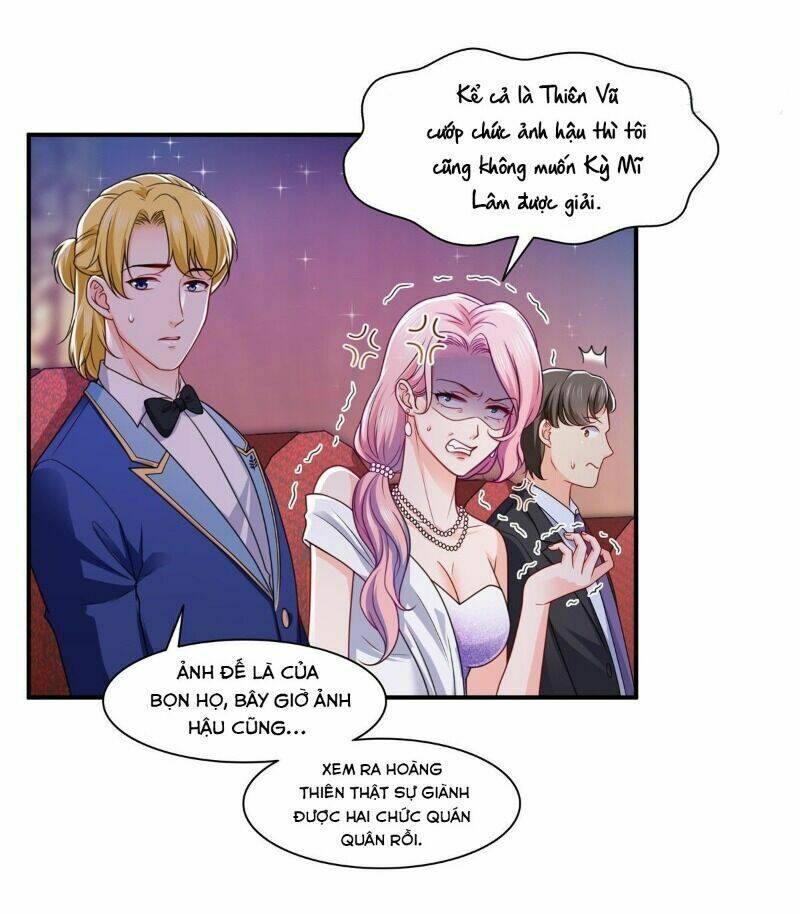 Kể cả là Thiên Vũ
cướp chức ảnh hậu thì tôi
cũng không muốn Kỳ Mĩ
Lâm được giải.
ẢNH ĐẾ LÀ CỦA
BỌN HỌ, BÂY GIỜ ẢNH
HẬU CŨNG...
XEM RA HOÀNG
THIÊN THẬT SỰ GIÀNH
ĐƯỢC HAI CHỨC QUÁN
QUÂN RỒI.